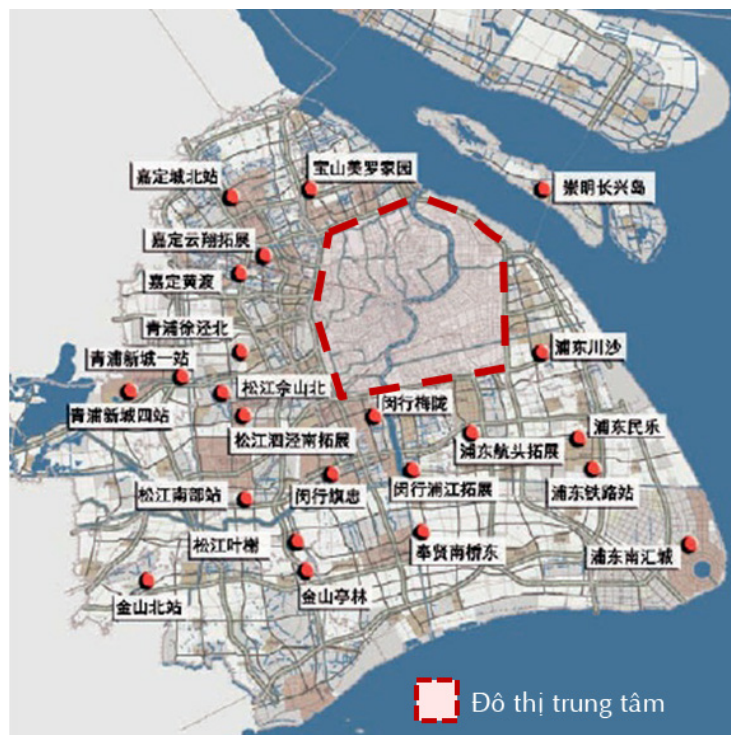 宝山美罗家园
嘉定城北站
崇明长兴岛
嘉定云翔拓展
嘉定黄渡
青浦徐泾北
青浦新城一站
浦东川沙
松江佘山北
青浦新城四站
闵行梅陇
松江泗泾南拓展
浦东民乐
浦东航头拓展
松江南部站
闵行旗忠
闵行浦江拓展
浦东铁路站
松江叶榭
奉贤南桥东
浦东南汇城
金山北站
金山亭林
Đô thị trung tâm